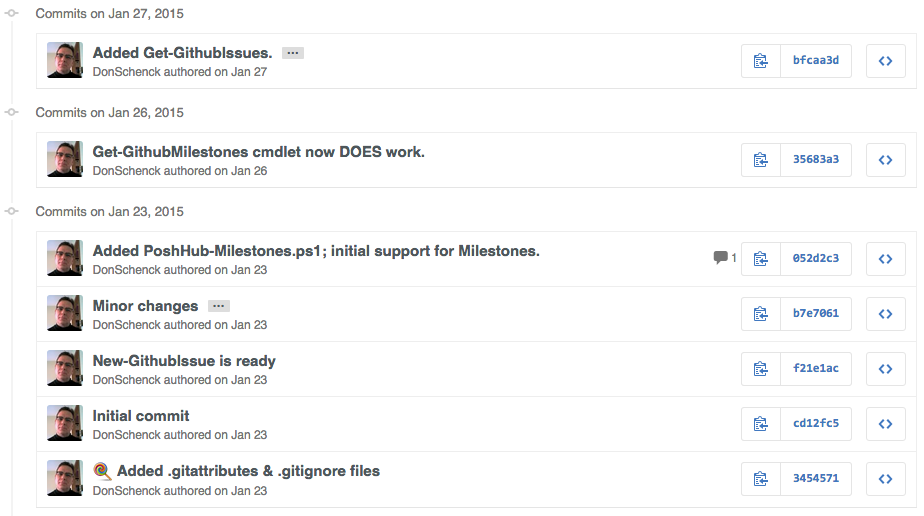 Commits on Jan 27, 2015
Added Get-GithubIssues. …
DonSchenck authored on Jan 27
bfcaa3d
Commits on Jan 26, 2015
Get-GithubMilestones cmdlet now DOES work.
DonSchenck authored on Jan 26
35683a3
Commits on Jan 23, 2015
Added PoshHub-Milestones.ps1; initial support for Milestones.
DonSchenck authored on Jan 23
1
052d2c3
Minor changes …
DonSchenck authored on Jan 23
b7e7061
New-GithubIssue is ready
DonSchenck authored on Jan 23
f21e1ac
Initial commit
DonSchenck authored on Jan 23
cd12fc5
Added .gitattributes & .gitignore files
DonSchenck authored on Jan 23
3454571